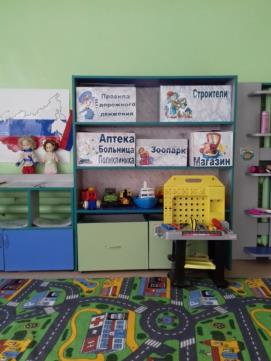 Правила
дорожного
движения
Строители
Аптека
Больница
Поликлиника
Зоопарк
Магазин